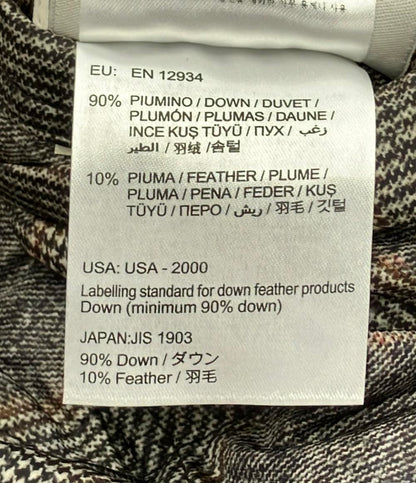 EU: EN 12934
90% PIUMINO / DOWN / DUVET /
PLUMÓN / PLUMAS / DAUNE /
INCE KUŞ TÜYÜ / ПУХ / زغب
الطير / 羽绒 / 솜털
10% PIUMA / FEATHER / PLUME /
PLUMA / PENA / FEDER / KUŞ
TÜYÜ / ПЕРО / ريش / 羽毛 / 깃털
USA: USA - 2000
Labelling standard for down feather products
Down (minimum 90% down)
JAPAN:JIS 1903
90% Down / ダウン
10% Feather / 羽毛